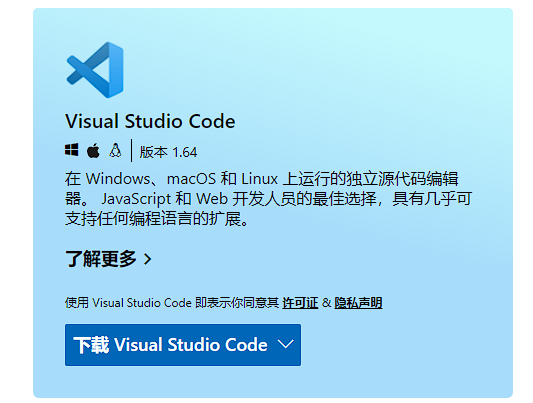 Visual Studio Code
版本 1.64
在 Windows、macOS 和 Linux 上运行的独立源代码编辑
器。 JavaScript 和 Web 开发人员的最佳选择，具有几乎可
支持任何编程语言的扩展。
了解更多
使用 Visual Studio Code 即表示你同意其 许可证 & 隐私声明
下载 Visual Studio Code